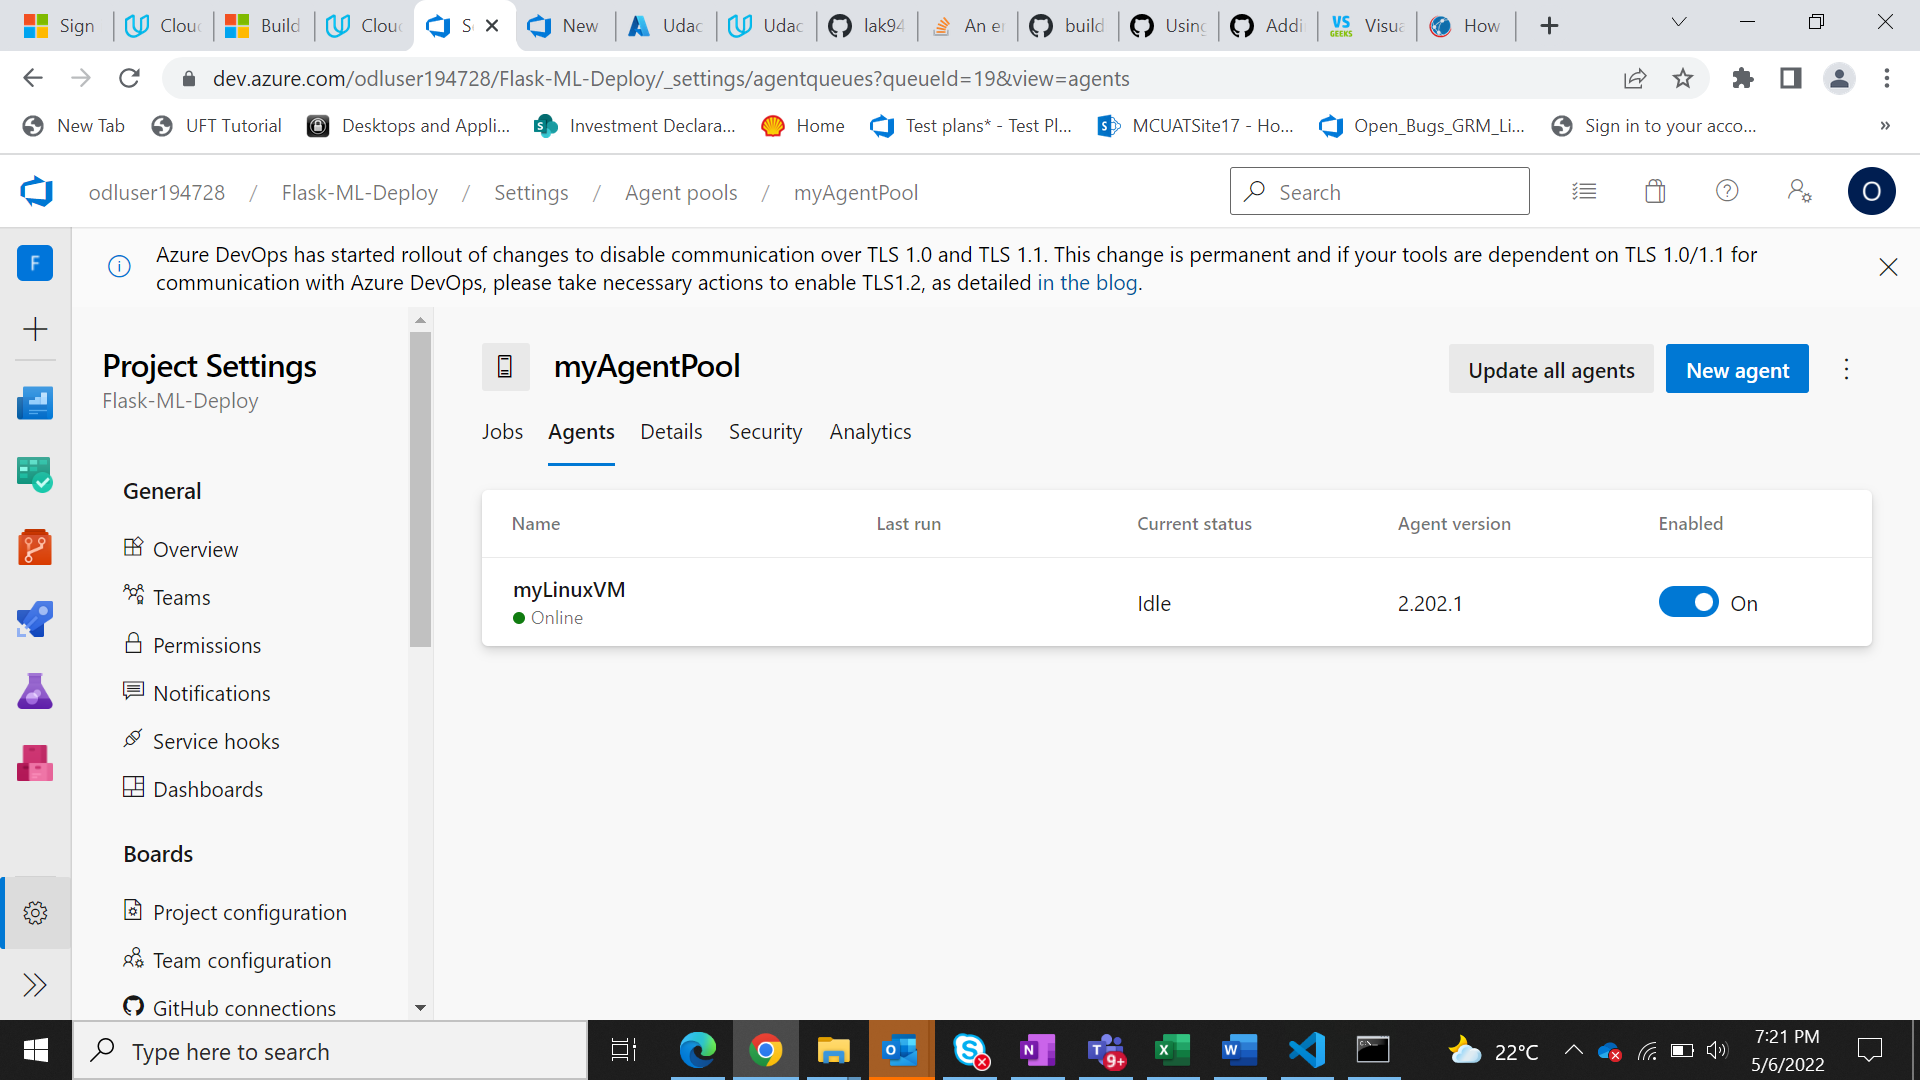 Sign
Clou
Build
Clou
S
New
Udac
Udac
lak94
An er
build
Using
Addi
VS
GEEKS
Visua
How
dev.azure.com/odluser194728/Flask-ML-Deploy/_settings/agentqueues?queueId=19&view=agents
New Tab
UFT Tutorial
Desktops and Appli...
Investment Declara...
Home
Test plans* - Test Pl...
MCUATSite17 - Ho...
Open_Bugs_GRM_Li...
Sign in to your acco...
»
odluser194728 / Flask-ML-Deploy / Settings / Agent pools / myAgentPool
Search
O
F
Azure DevOps has started rollout of changes to disable communication over TLS 1.0 and TLS 1.1. This change is permanent and if your tools are dependent on TLS 1.0/1.1 for
communication with Azure DevOps, please take necessary actions to enable TLS1.2, as detailed in the blog.
Project Settings
Flask-ML-Deploy
General
Overview
Teams
Permissions
Notifications
Service hooks
Dashboards
Boards
Project configuration
Team configuration
GitHub connections
myAgentPool
Update all agents
New agent
Jobs
Agents
Details
Security
Analytics
Name
Last run
Current status
Agent version
Enabled
myLinuxVM
Online
Idle
2.202.1
On
Type here to search
9+
22°C
7:21 PM
5/6/2022